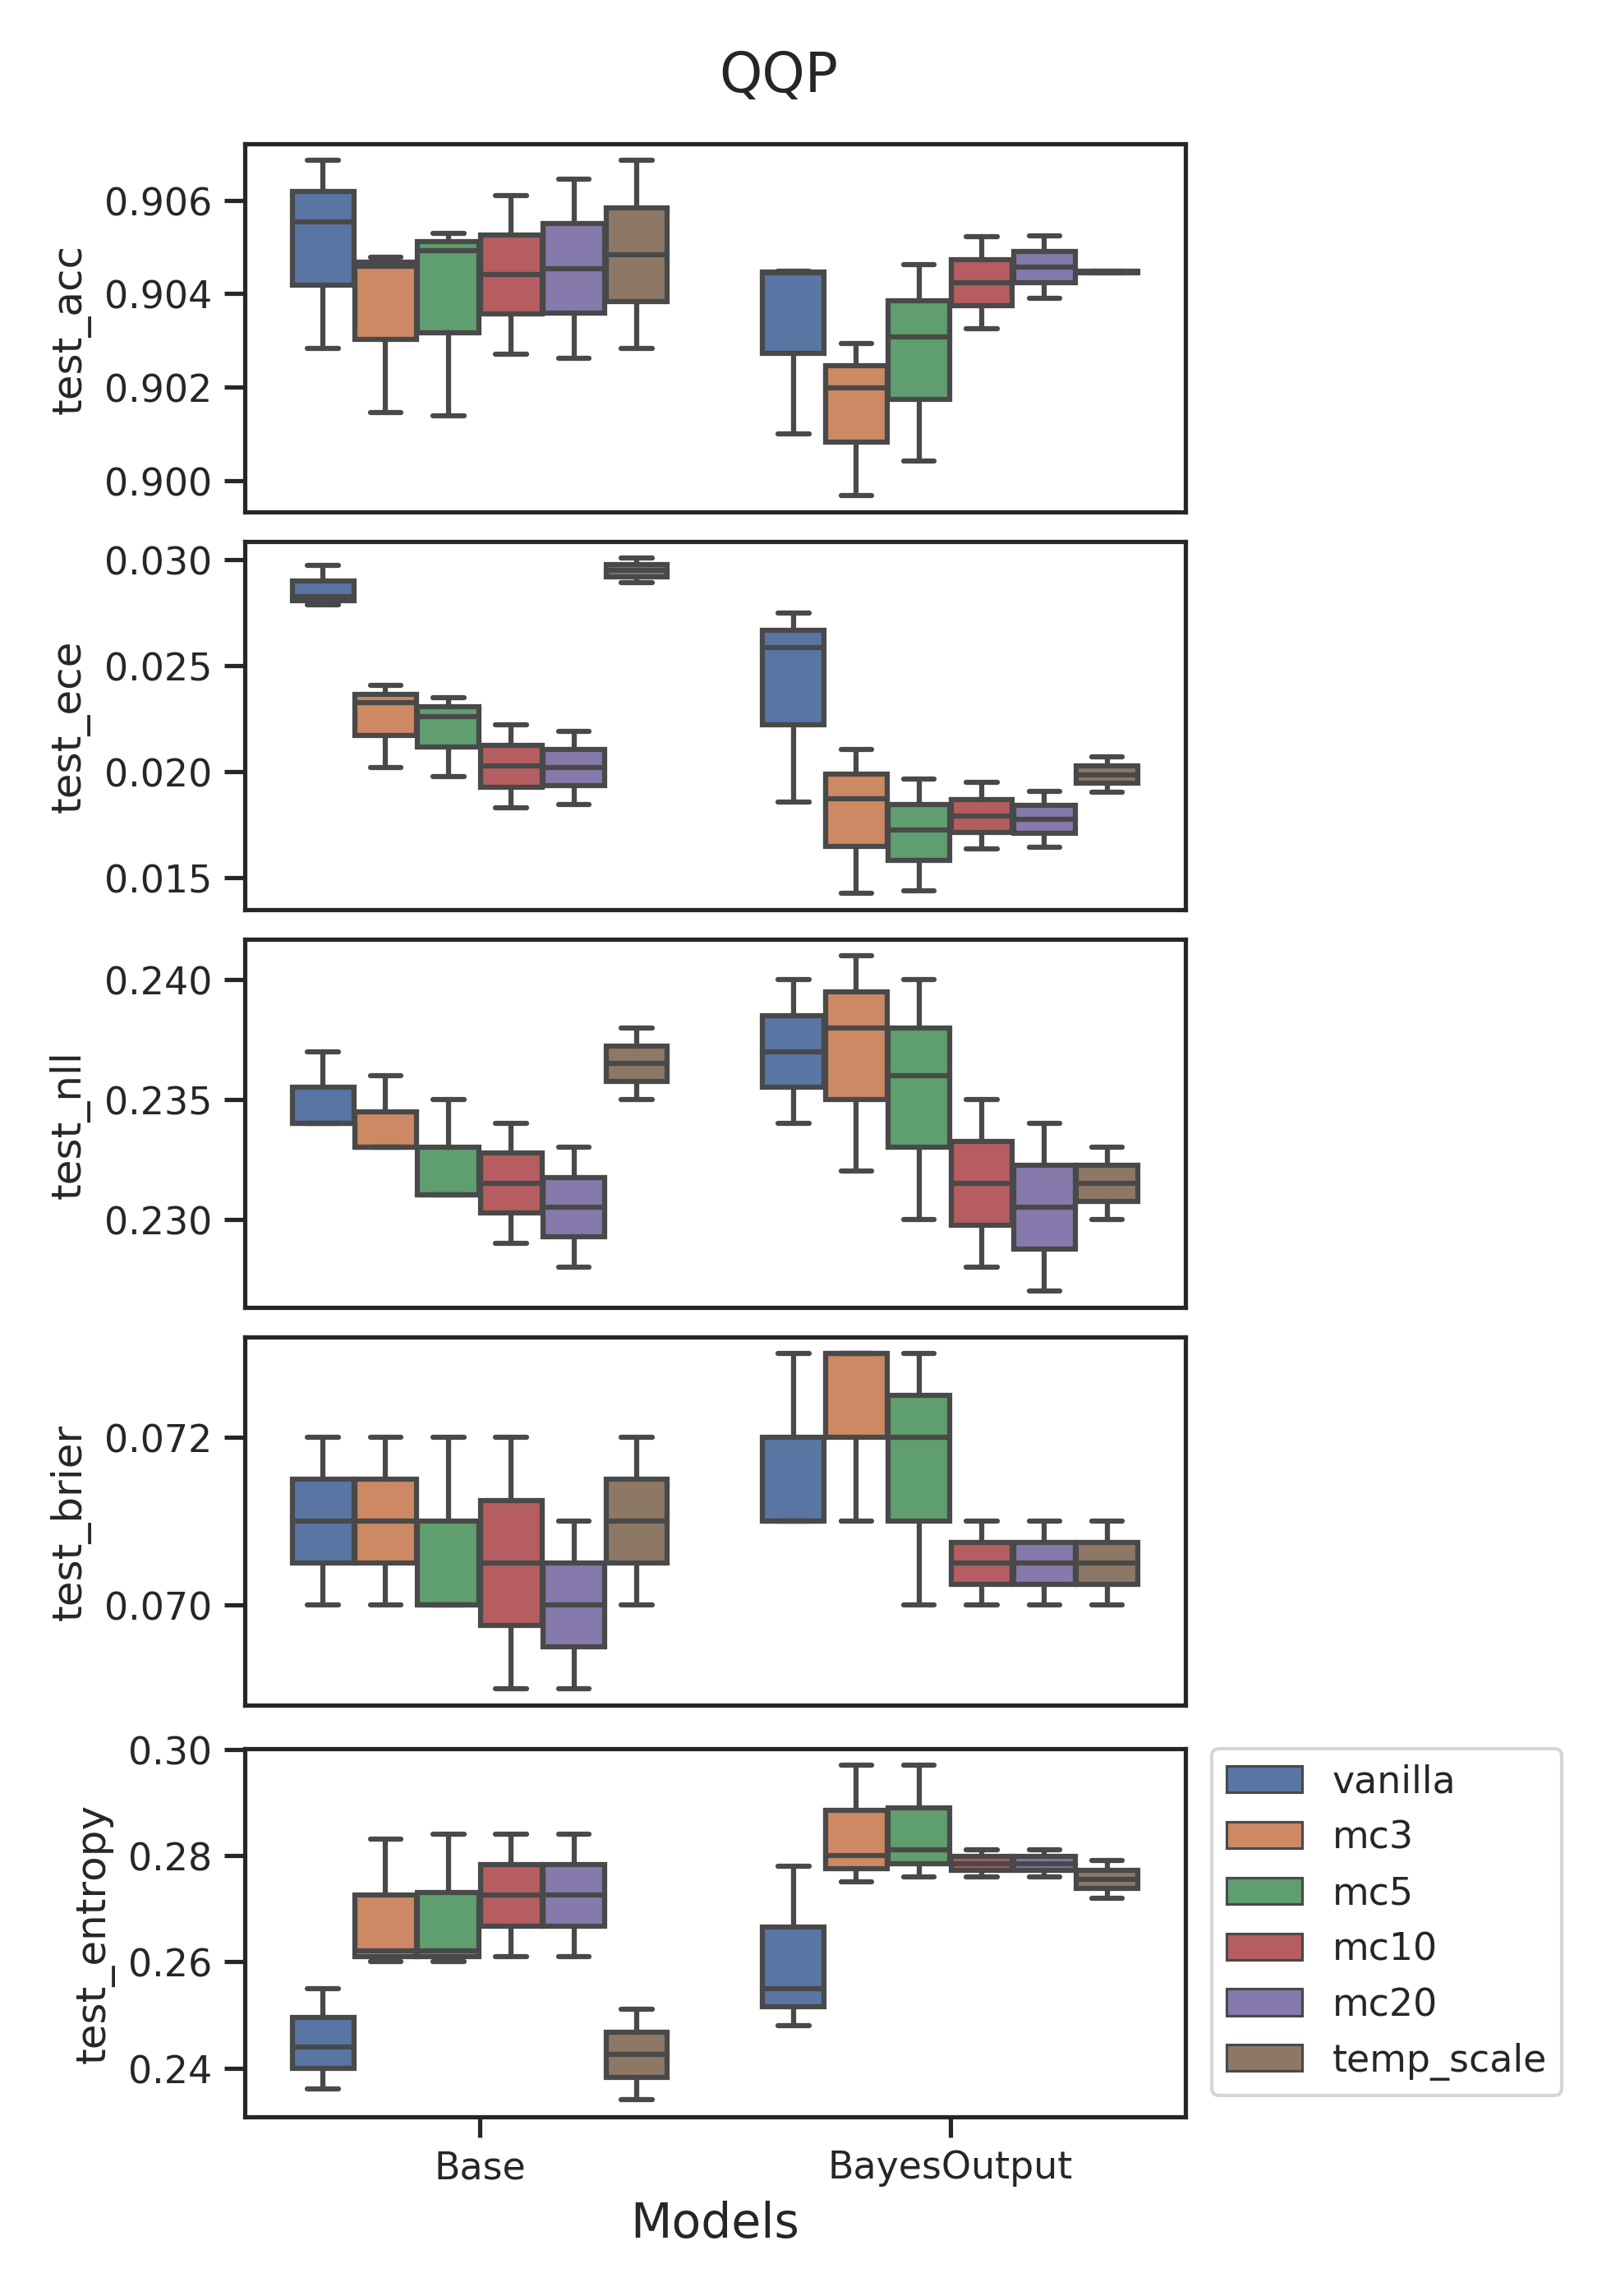 QQP
test_acc
0.906
0.904
0.902
0.900
test_ece
0.030
0.025
0.020
0.015
test_nll
0.240
0.235
0.230
test_brier
0.072
0.070
test_entropy
0.30
0.28
0.26
0.24
vanilla
mc3
mc5
mc10
mc20
temp_scale
Base
BayesOutput
Models